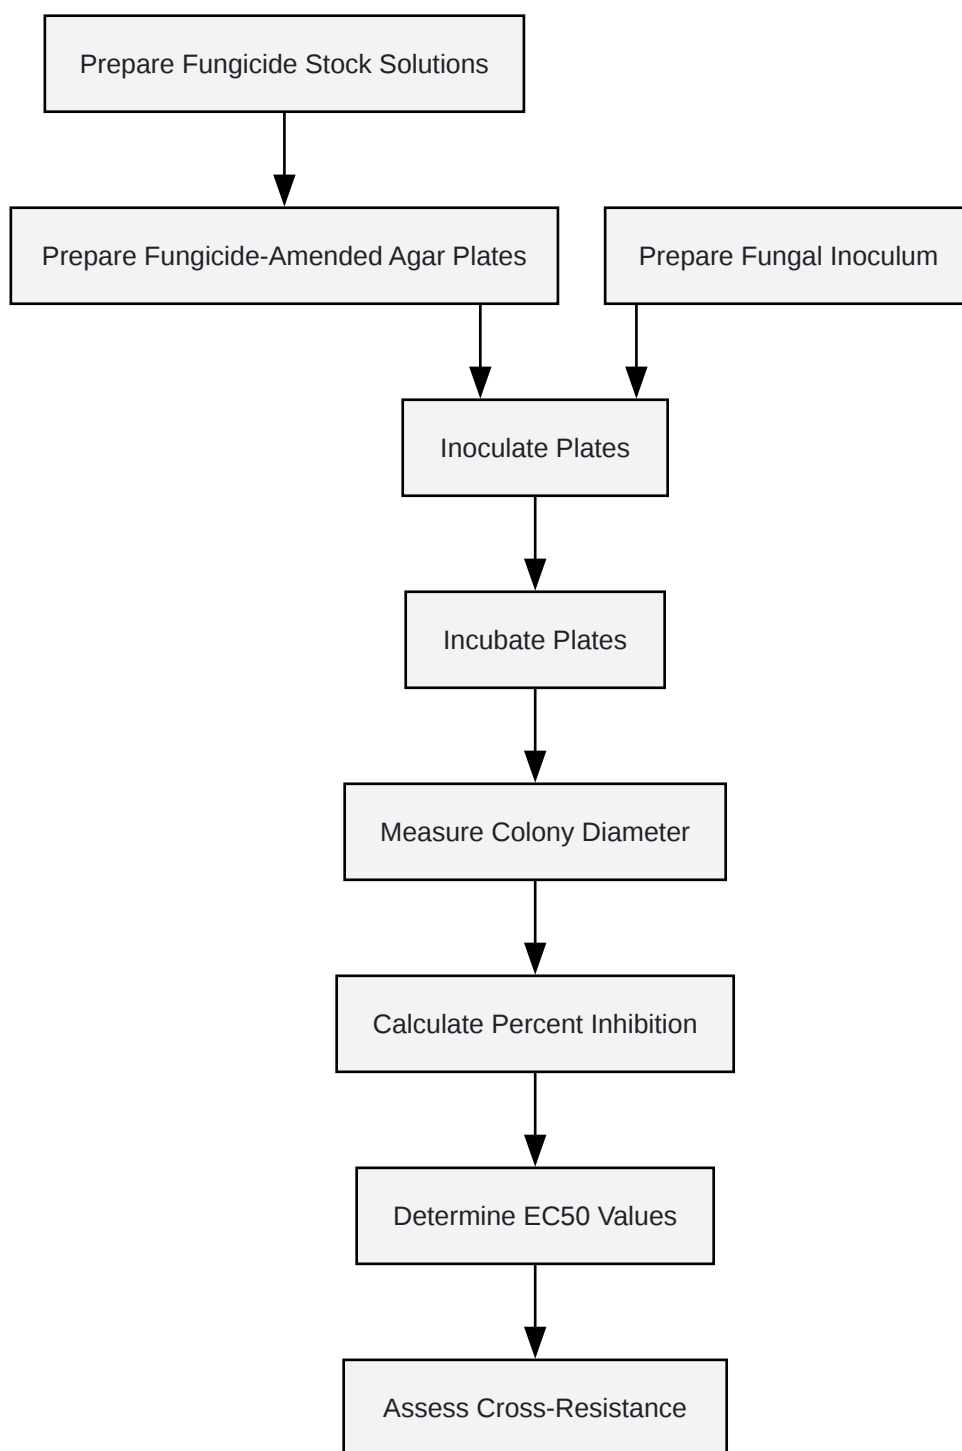 Prepare Fungicide Stock Solutions
Prepare Fungicide-Amended Agar Plates
Prepare Fungal Inoculum
Inoculate Plates
Incubate Plates
Measure Colony Diameter
Calculate Percent Inhibition
Determine EC50 Values
Assess Cross-Resistance